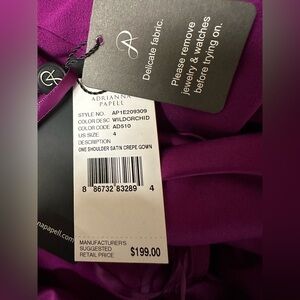 Delicate fabric.
Please remove
jewelry & watches
before trying on.
ADRIANNA
PAPELL
STYLE NO. AP1E209309
COLOR DESC WILDORCHID
COLOR CODE AD510
US SIZE 4
DESCRIPTION
ONE SHOULDER SATIN CREPE GOWN
8 86732 83289 4
MANUFACTURER'S
SUGGESTED
RETAIL PRICE $199.00
napapell.com